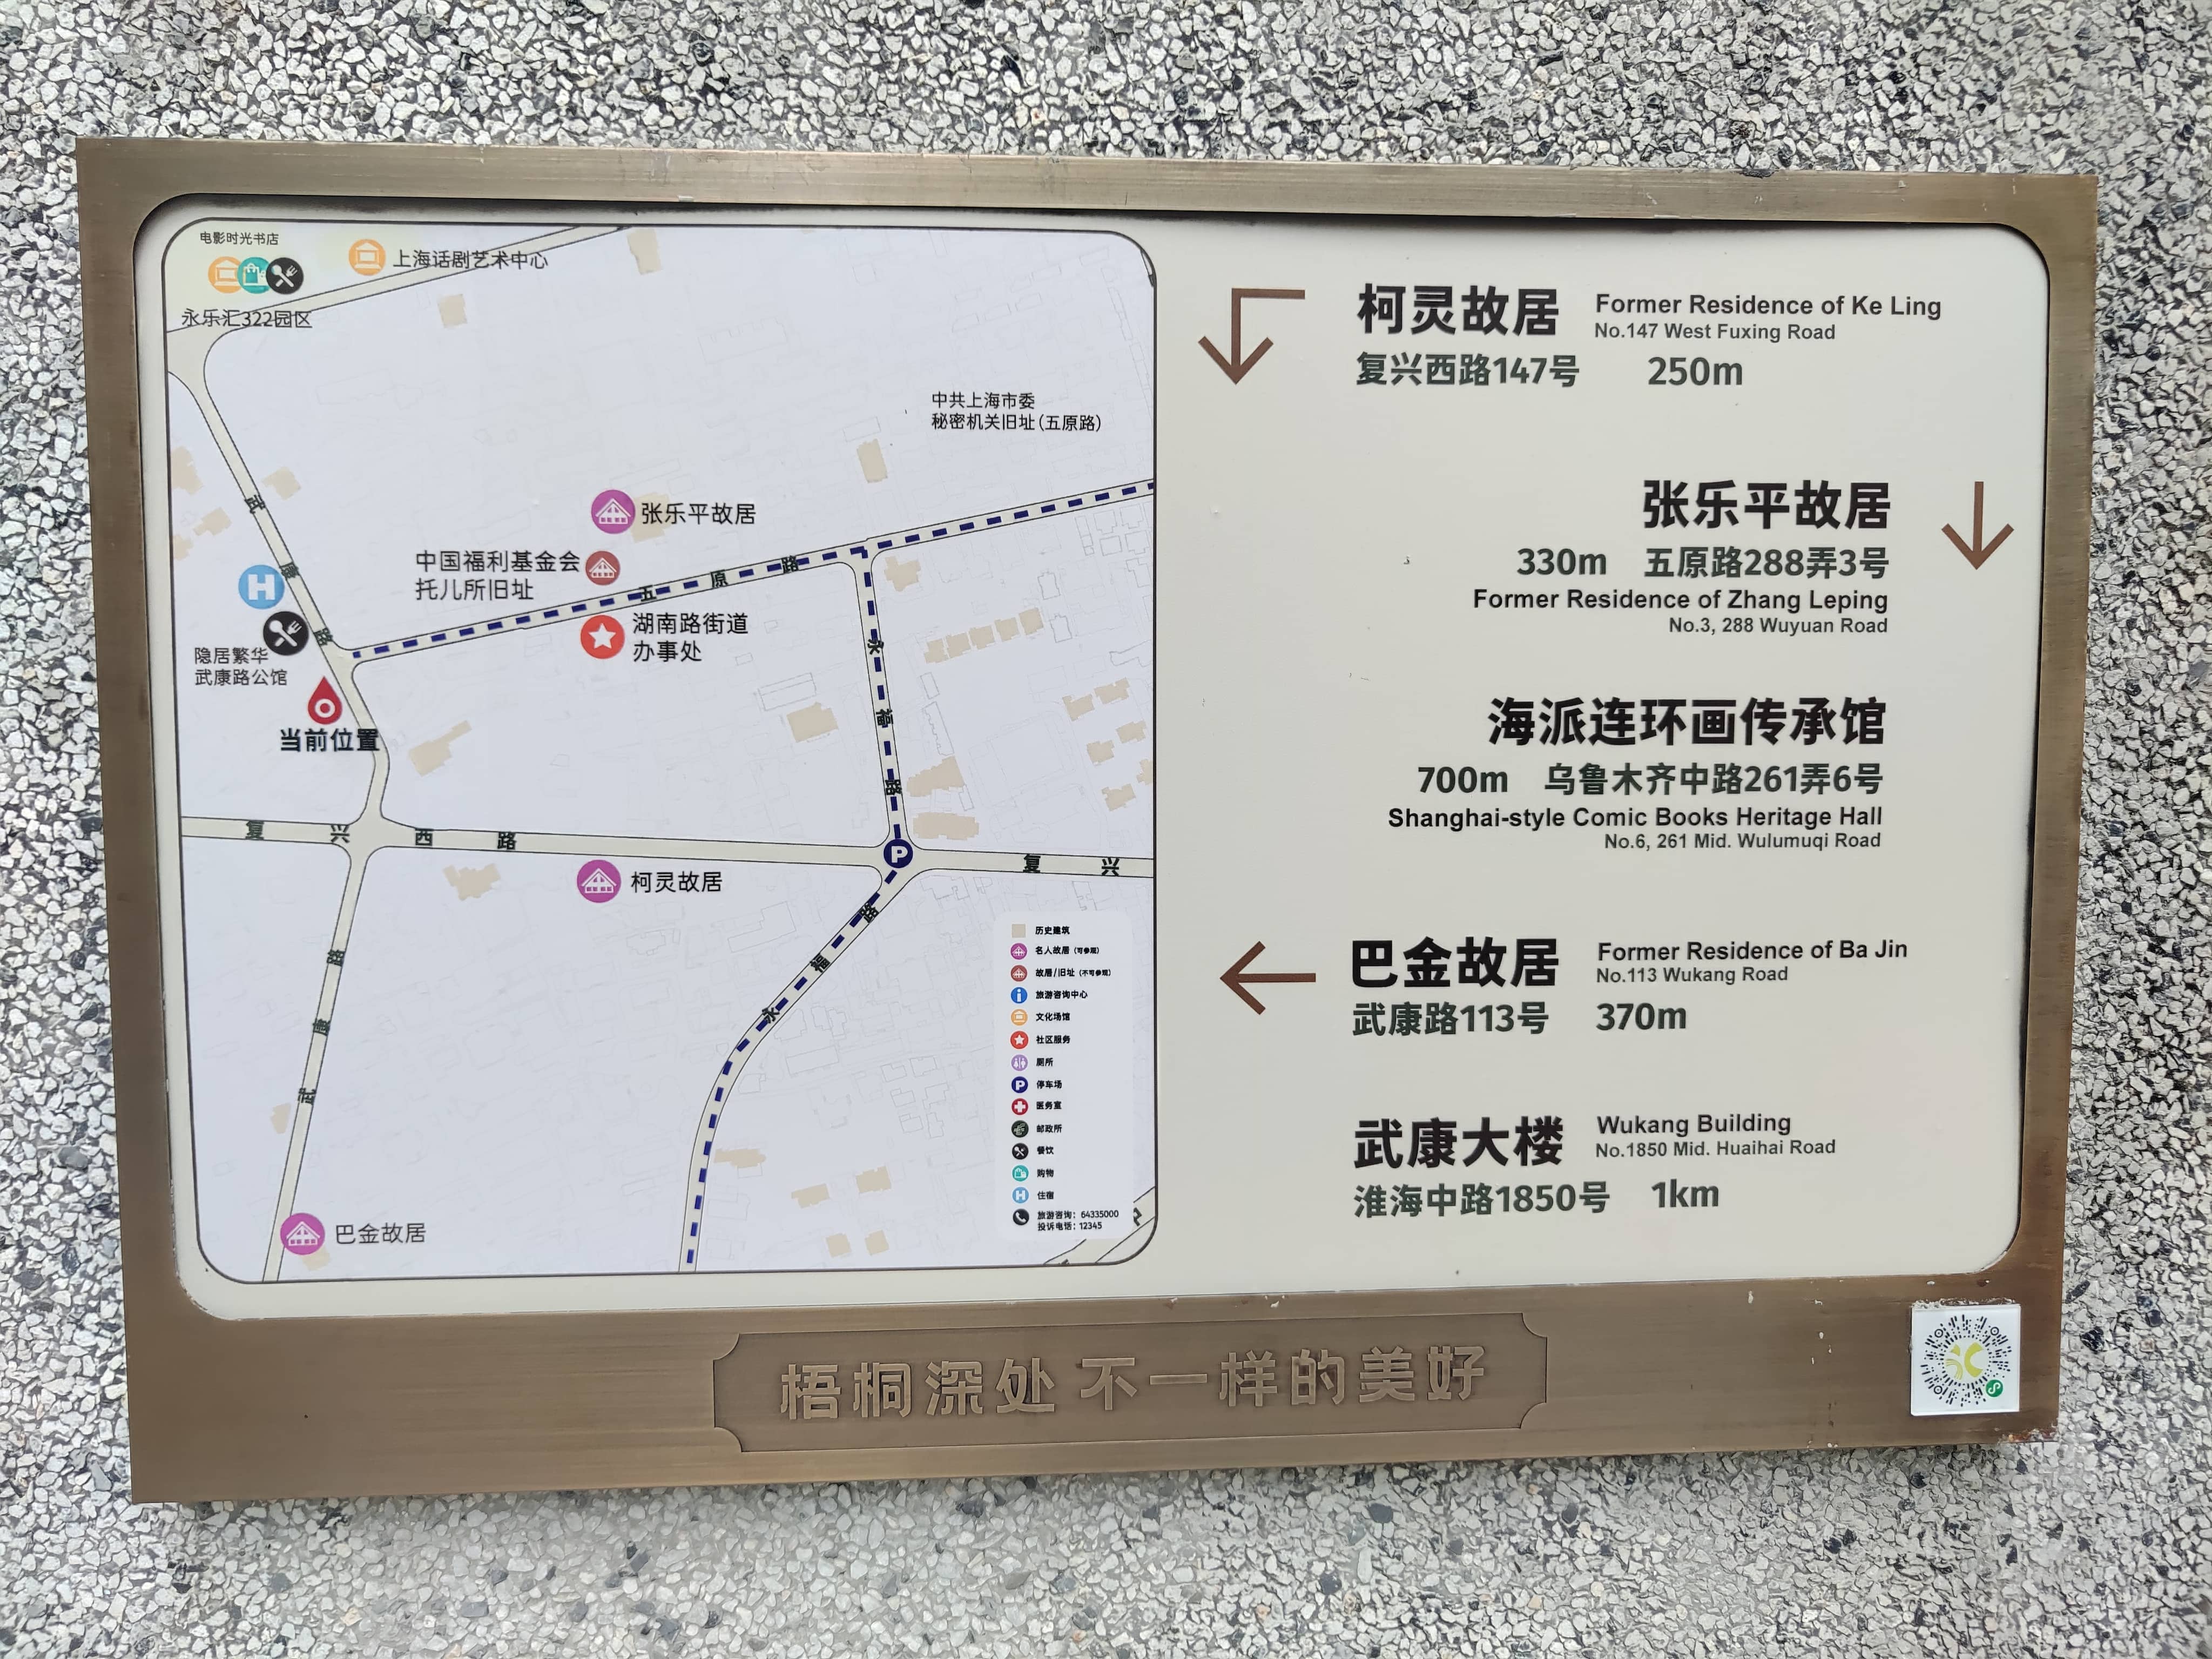 电影时光书店
上海话剧艺术中心
永乐汇322园区
中共上海市委
秘密机关旧址(五原路)
武
康
路
张乐平故居
中国福利基金会
托儿所旧址
五 原 路
湖南路街道
办事处
隐居繁华
武康路公馆
当前位置
永
福
路
复 兴 西 路
P
复 兴
柯灵故居
路
福
永
路
康
武
巴金故居
历史建筑
名人故居 (可参观)
故居/旧址 (不可参观)
旅游咨询中心
文化场馆
社区服务
厕所
P 停车场
医务室
邮政所
餐饮
购物
H 住宿
旅游咨询: 64335000
投诉电话: 12345
柯灵故居 Former Residence of Ke Ling
No.147 West Fuxing Road
复兴西路147号 250m
张乐平故居
330m 五原路288弄3号
Former Residence of Zhang Leping
No.3, 288 Wuyuan Road
海派连环画传承馆
700m 乌鲁木齐中路261弄6号
Shanghai-style Comic Books Heritage Hall
No.6, 261 Mid. Wulumuqi Road
巴金故居 Former Residence of Ba Jin
No.113 Wukang Road
武康路113号 370m
武康大楼 Wukang Building
No.1850 Mid. Huaihai Road
淮海中路1850号 1km
梧桐深处 不一样的美好